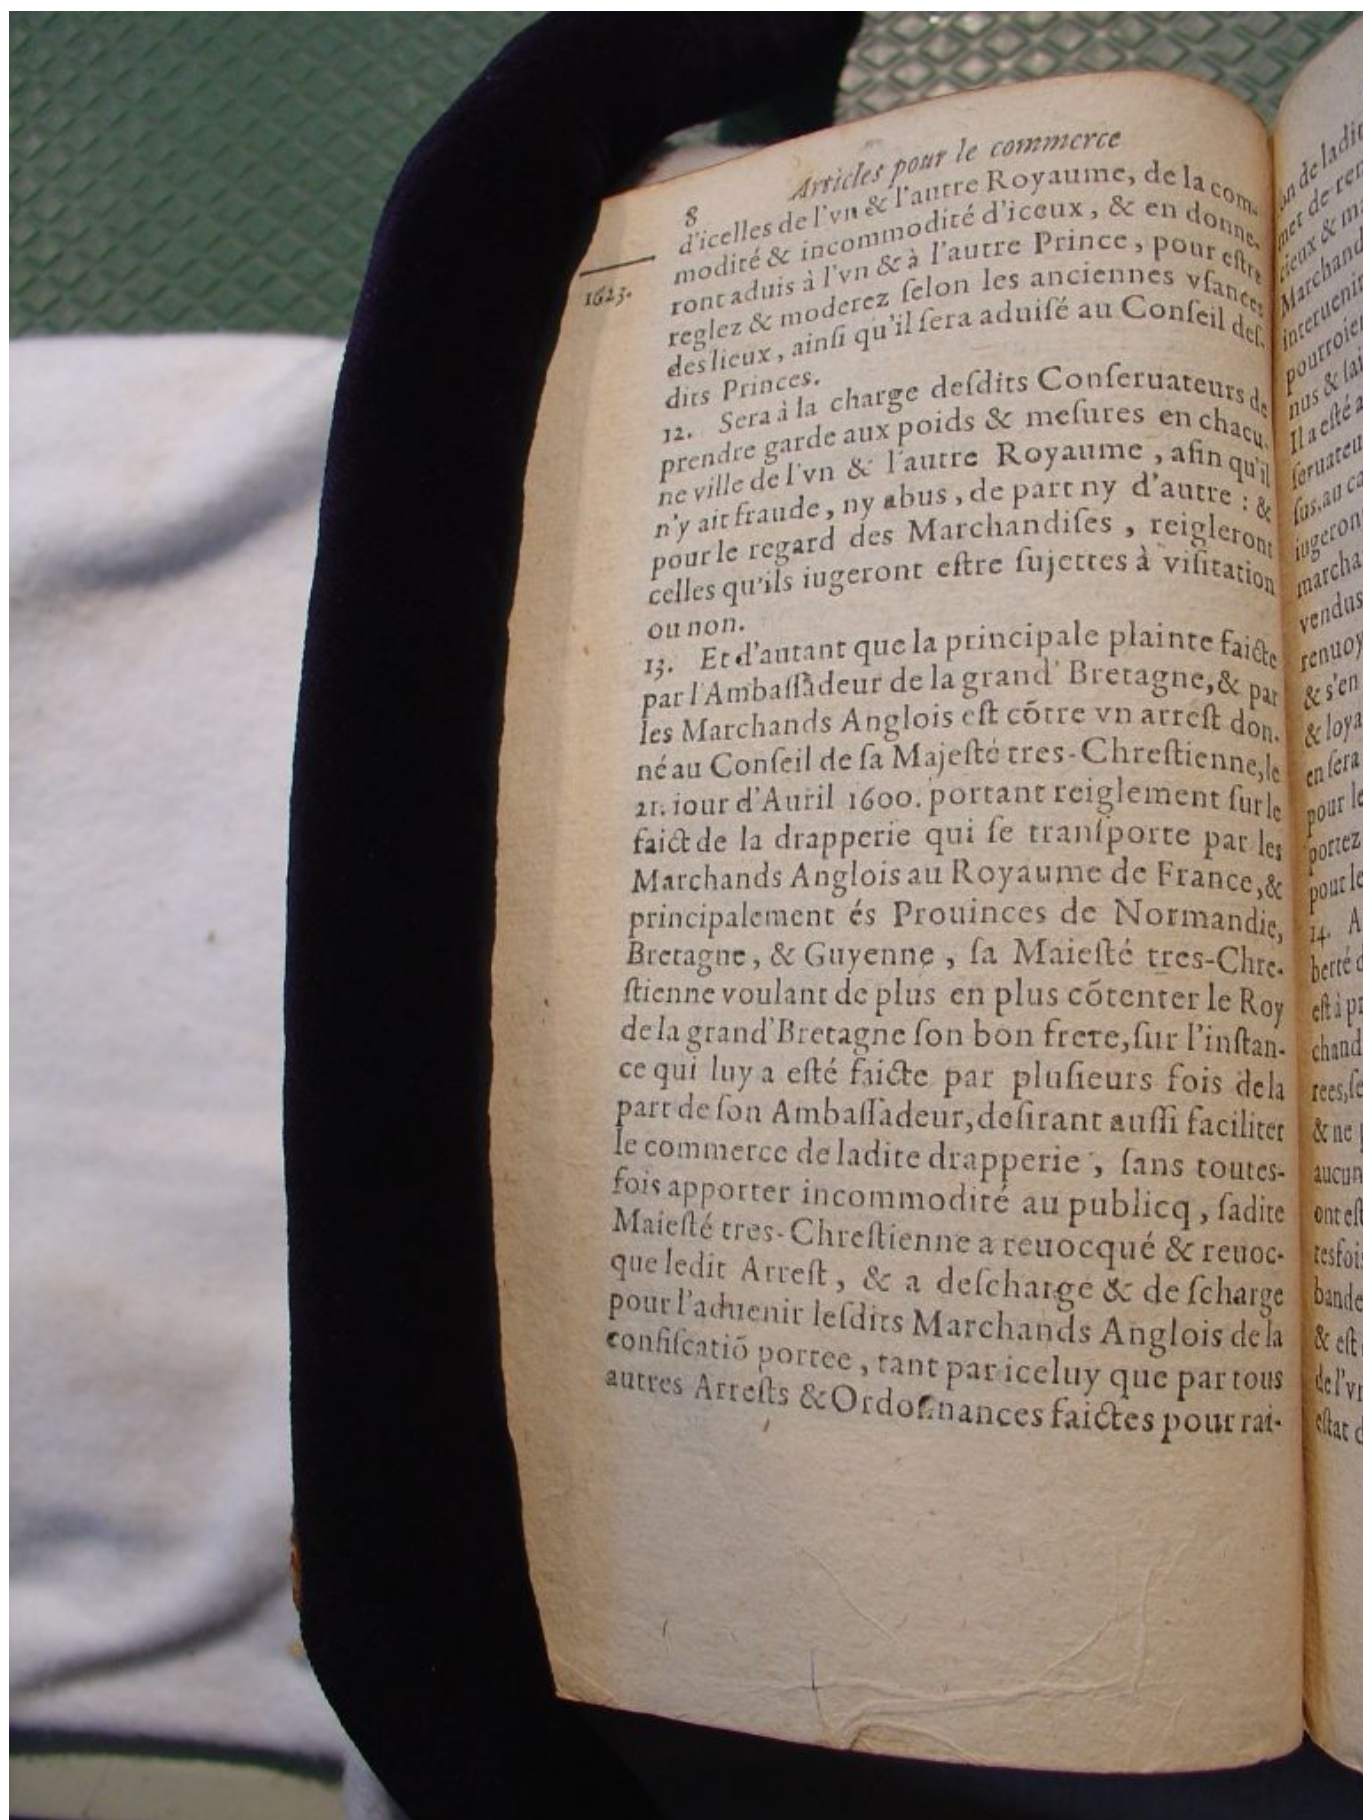 8 Articles pour le commerce
d'icelles de l'vn & l'autre Royaume, de la com-
modité & incommodité d'iceux, & en donne-
1623.
ront aduis à l'vn & à l'autre Prince, pour eſtre
reglez & moderez ſelon les anciennes vſances
des lieux, ainſi qu'il ſera aduiſé au Conſeil deſ-
dits Princes.
12. Sera à la charge deſdits Conſeruateurs de
prendre garde aux poids & meſures en chacu-
ne ville de l'vn & l'autre Royaume, afin qu'il
n'y ait fraude, ny abus, de part ny d'autre : &
pour le regard des Marchandiſes, reigleront
celles qu'ils iugeront eſtre ſujettes à viſitation
ou non.
13. Et d'autant que la principale plainte faicte
par l'Ambaſſadeur de la grand' Bretagne, & par
les Marchands Anglois eſt cõtre vn arreſt don-
né au Conſeil de ſa Majeſté tres-Chreſtienne, le
21. iour d'Auril 1600. portant reiglement ſur le
faict de la drapperie qui ſe tranſporte par les
Marchands Anglois au Royaume de France, &
principalement és Prouinces de Normandie,
Bretagne, & Guyenne, ſa Maieſté tres-Chre-
ſtienne voulant de plus en plus cõtenter le Roy
de la grand'Bretagne ſon bon frere, ſur l'inſtan-
ce qui luy a eſté faicte par pluſieurs fois de la
part de ſon Ambaſſadeur, deſirant auſſi faciliter
le commerce de ladite drapperie, ſans toutes-
fois apporter incommodité au publicq, ſadite
Maieſté tres-Chreſtienne a reuocqué & reuoc-
que ledit Arreſt, & a deſcharge & de ſcharge
pour l'aduenir leſdits Marchands Anglois de la
confiſcatiõ portee, tant par iceluy que par tous
autres Arreſts & Ordonnances faictes pour rai-